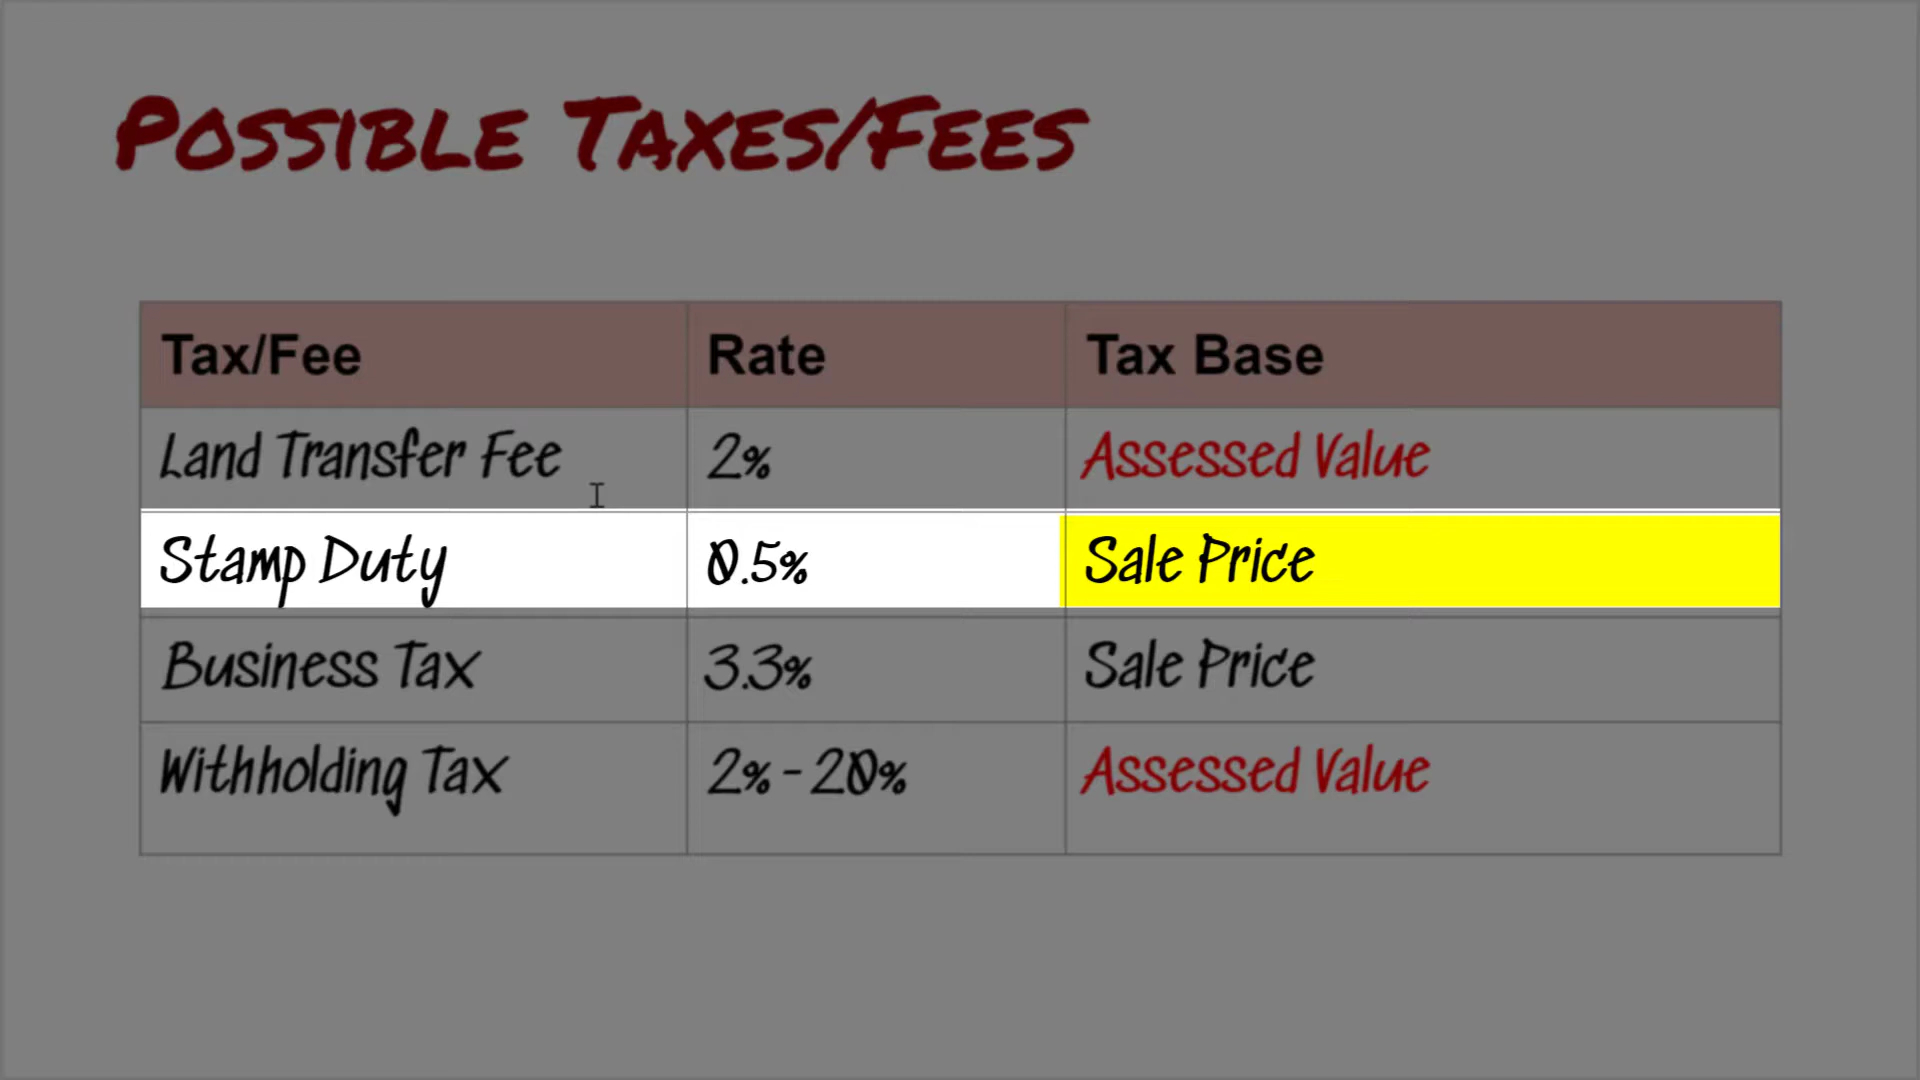 Possible Taxes/Fees
Tax/Fee Rate Tax Base
Land Transfer Fee 2% Assessed Value
Stamp Duty 0.5% Sale Price
Business Tax 3.3% Sale Price
Withholding Tax 2% - 20% Assessed Value